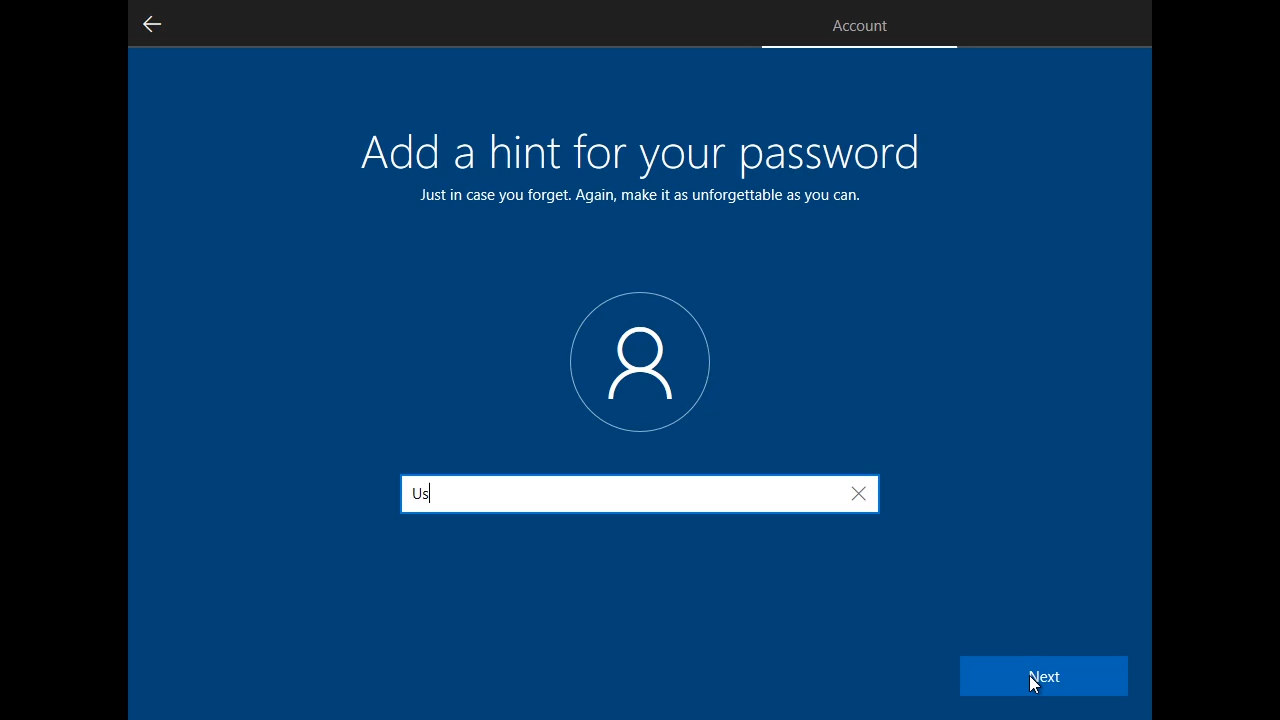 Account
Add a hint for your password
Just in case you forget. Again, make it as unforgettable as you can.
Us
Next